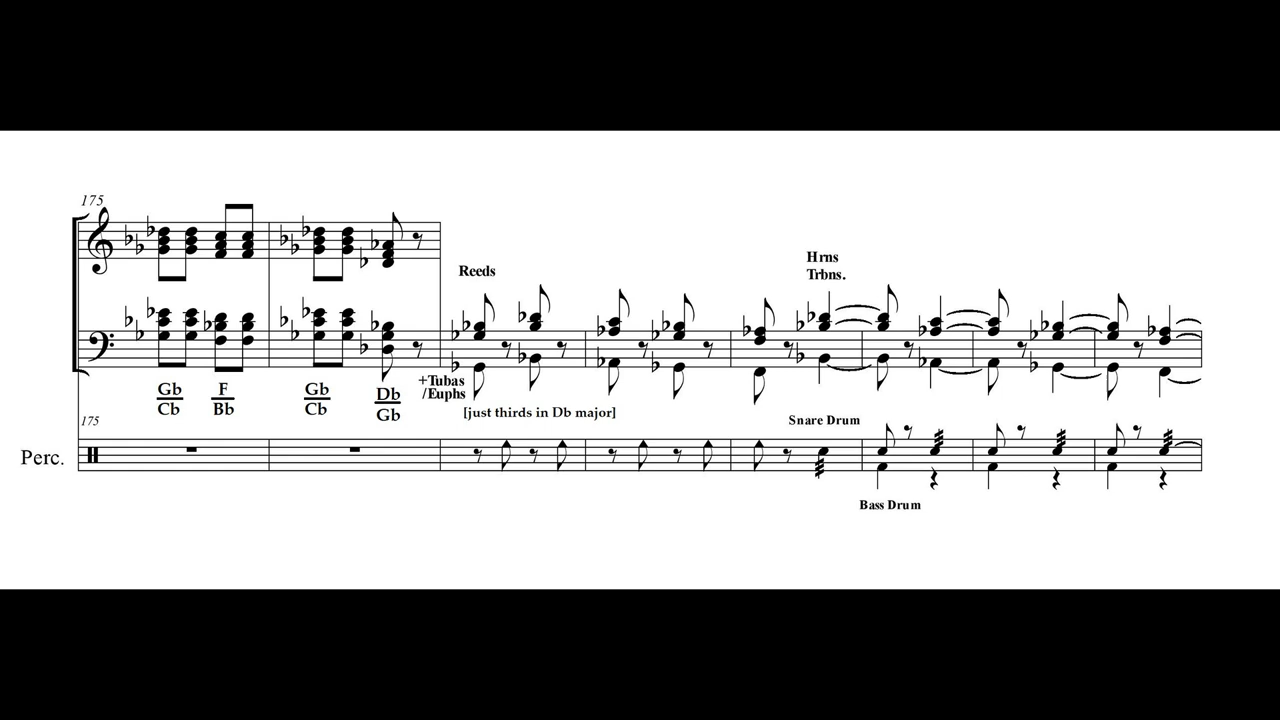 175
Reeds
Hrns
Trbns.
Gb F Gb Db
Cb Bb Cb Gb
+Tubas
/Euphs
[just thirds in Db major]
175
Snare Drum
Perc.
Bass Drum